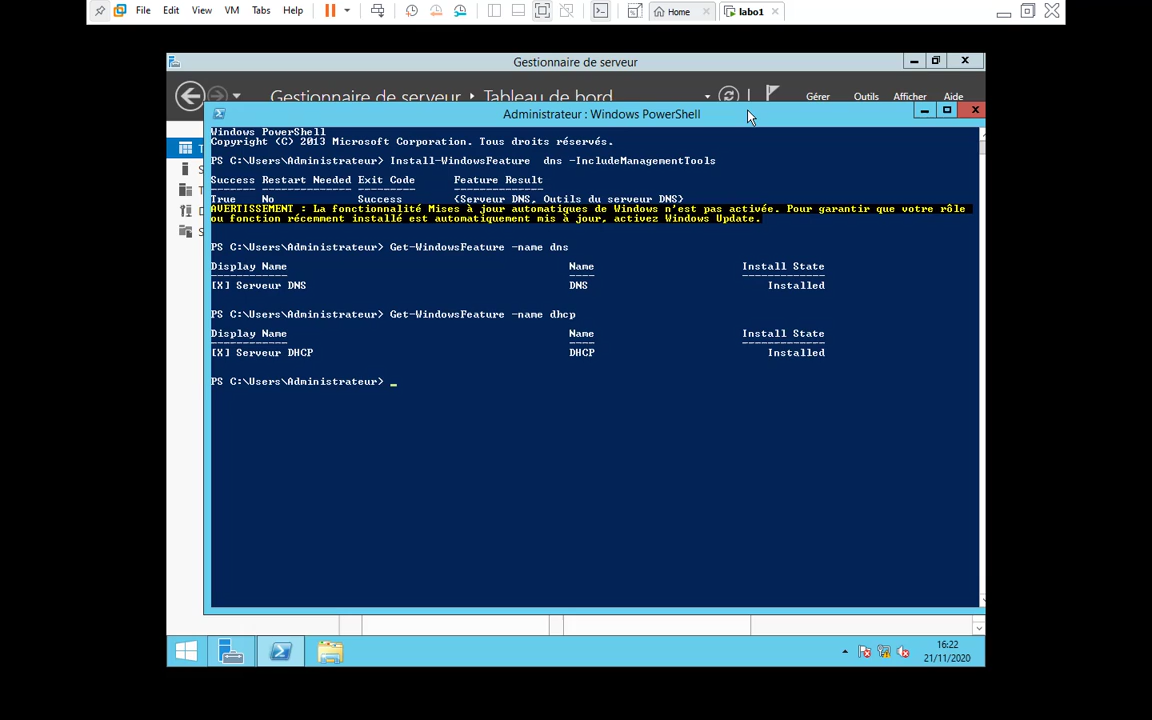 File Edit View VM Tabs Help Home labo1
Gestionnaire de serveur
Gestionnaire de serveur Tableau de bord Gérer Outils Afficher Aide
Administrateur : Windows PowerShell
Windows PowerShell
Copyright (C) 2013 Microsoft Corporation. Tous droits réservés.
PS C:\Users\Administrateur> Install-WindowsFeature  dns -IncludeManagementTools
Success Restart Needed Exit Code Feature Result
True No Success {Serveur DNS, Outils du serveur DNS}
AVERTISSEMENT : La fonctionnalité Mises à jour automatiques de Windows n'est pas activée. Pour garantir que votre rôle
ou fonction récemment installé est automatiquement mis à jour, activez Windows Update.
PS C:\Users\Administrateur> Get-WindowsFeature -name dns
Display Name Name Install State
[X] Serveur DNS DNS Installed
PS C:\Users\Administrateur> Get-WindowsFeature -name dhcp
Display Name Name Install State
[X] Serveur DHCP DHCP Installed
PS C:\Users\Administrateur> _
16:22
21/11/2020